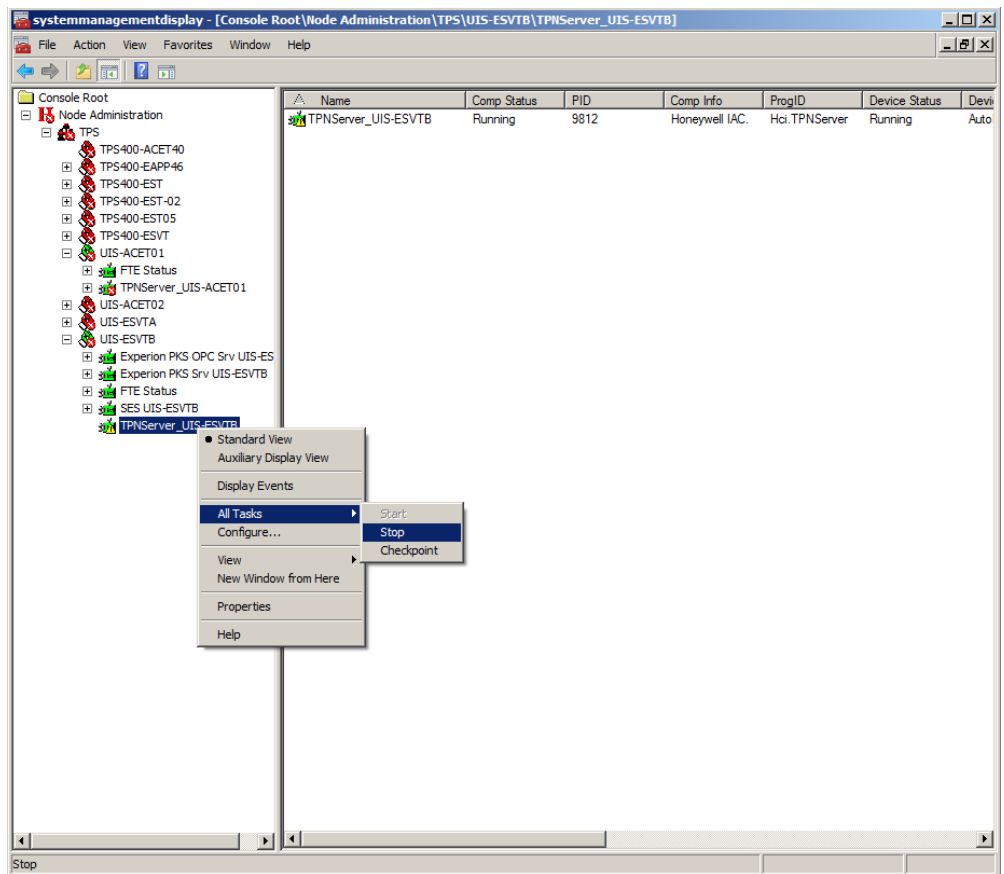 systemmanagementdisplay - [Console Root\Node Administration\TPS\UIS-ESVTB\TPNServer_UIS-ESVTB]
File Action View Favorites Window Help
Console Root
Node Administration
TPS
TPS400-ACET40
TPS400-EAPP46
TPS400-EST
TPS400-EST-02
TPS400-EST05
TPS400-ESVT
UIS-ACET01
FTE Status
TPNServer_UIS-ACET01
UIS-ACET02
UIS-ESVTA
UIS-ESVTB
Experion PKS OPC Srv UIS-ES
Experion PKS Srv UIS-ESVTB
FTE Status
SES UIS-ESVTB
TPNServer_UIS-ESVTB
Name Comp Status PID Comp Info ProgID Device Status Devi
TPNServer_UIS-ESVTB Running 9812 Honeywell IAC. Hci.TPNServer Running Auto
Standard View
Auxiliary Display View
Display Events
All Tasks
Configure...
View
New Window from Here
Properties
Help
Start
Stop
Checkpoint
Stop